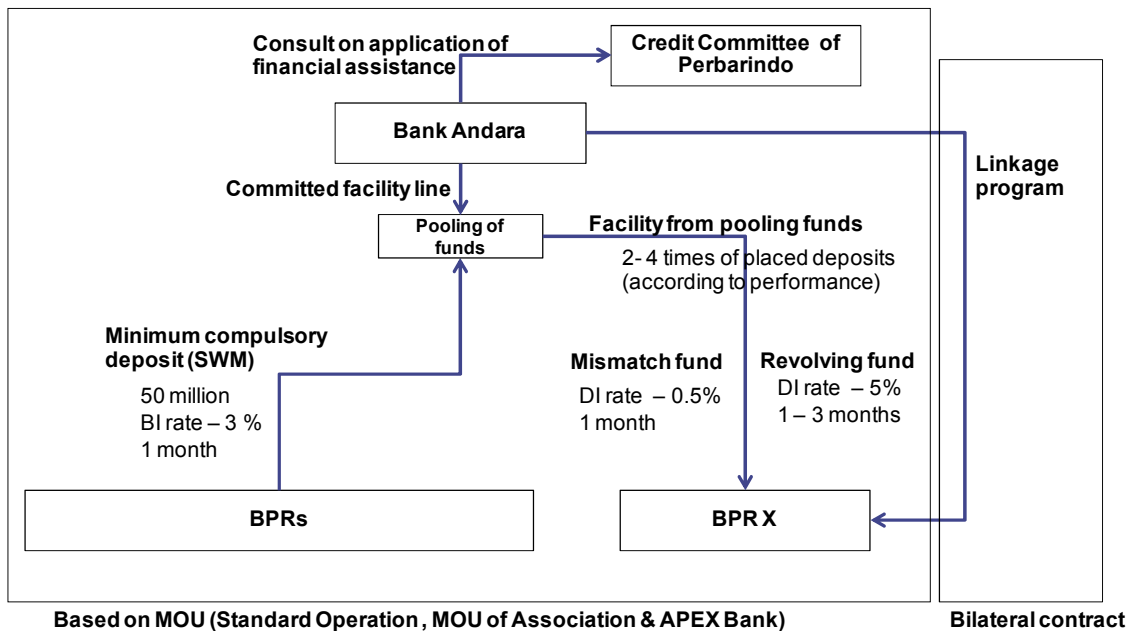 Consult on application of
financial assistance
Credit Committee of
Perbarindo
Bank Andara
Linkage
program
Committed facility line
Pooling of
funds
Facility from pooling funds
2- 4 times of placed deposits
(according to performance)
Minimum compulsory
deposit (SWM)
50 million
BI rate – 3 %
1 month
Mismatch fund
DI rate – 0.5%
1 month
Revolving fund
DI rate – 5%
1 – 3 months
BPRs
BPR X
Based on MOU (Standard Operation , MOU of Association & APEX Bank)
Bilateral contract